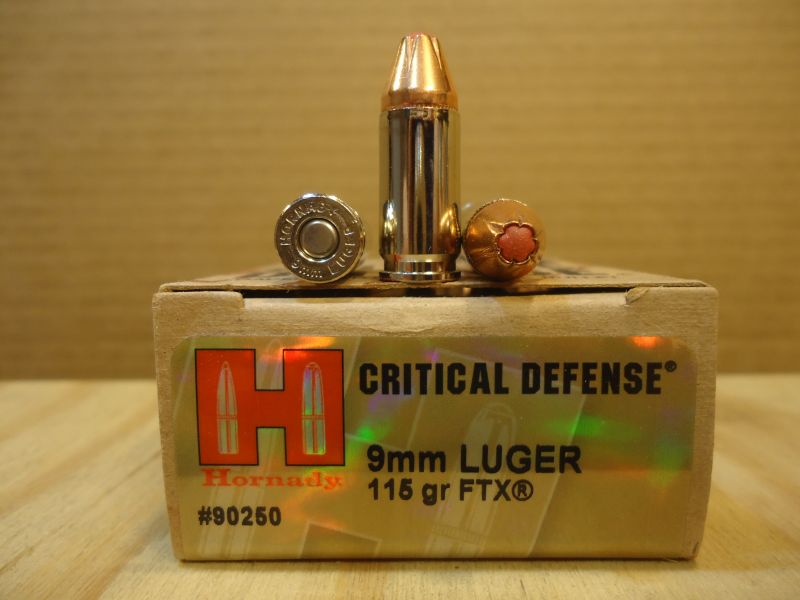 HORNADY
9mm LUGER
CRITICAL DEFENSE®
Hornady
9mm LUGER
115 gr FTX®
#90250